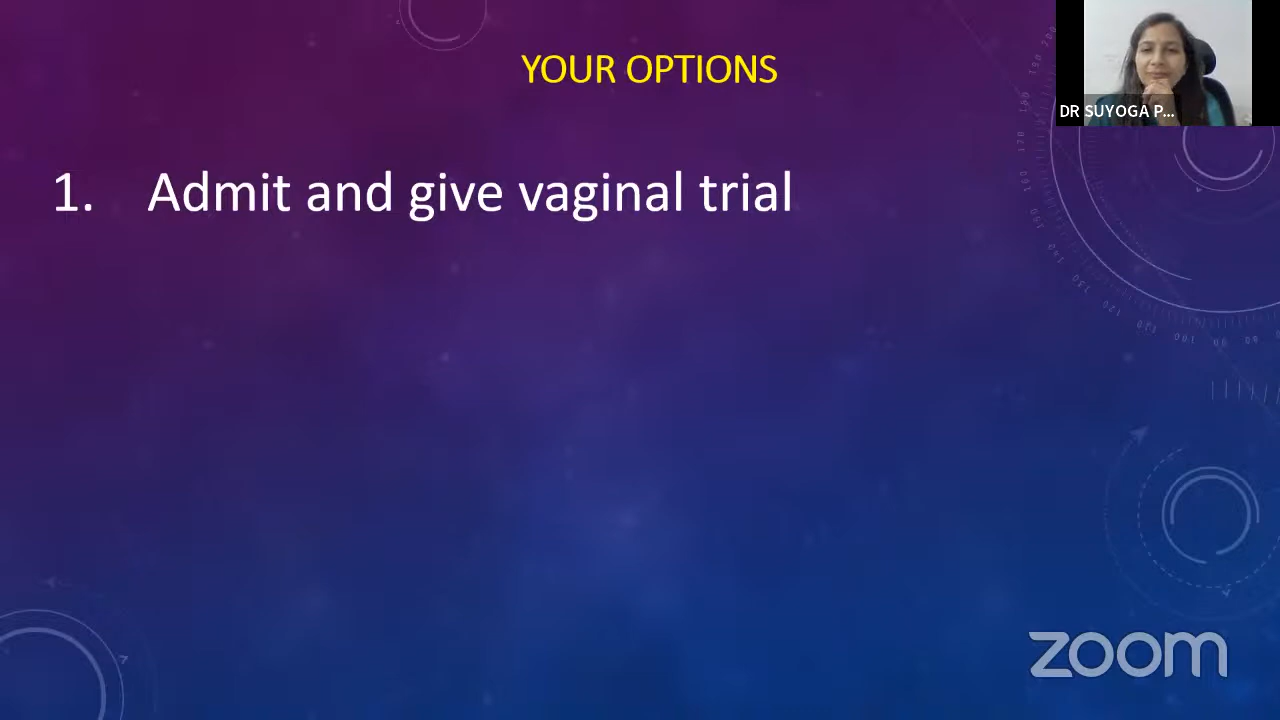 YOUR OPTIONS
DR SUYOGA P...
1. Admit and give vaginal trial
zoom